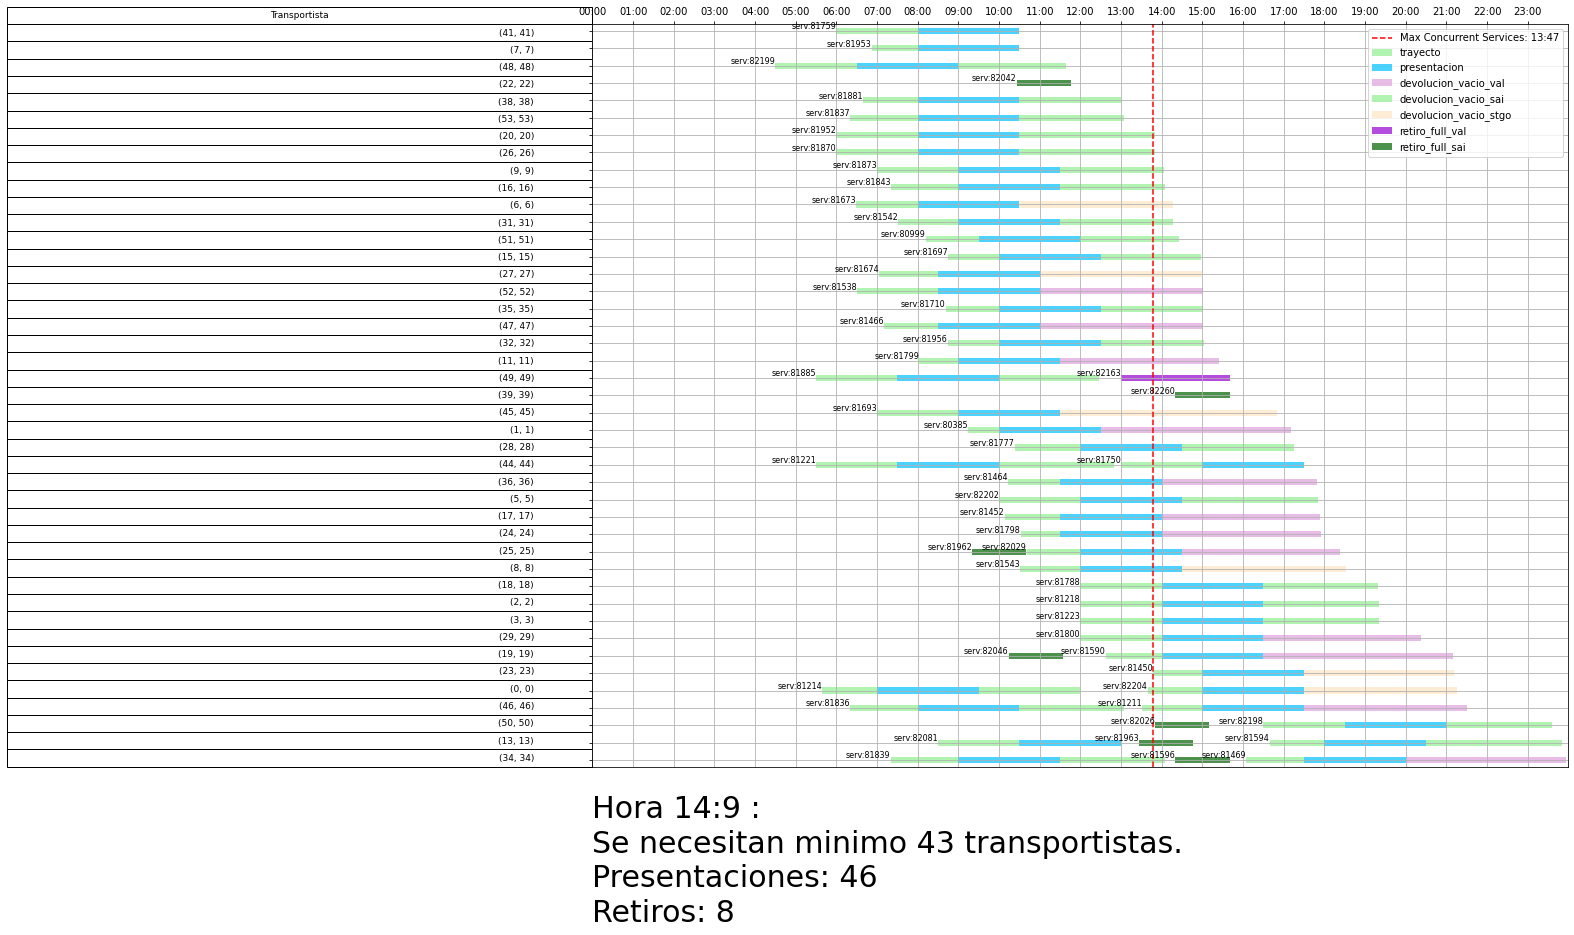 Transportista
00:00 01:00 02:00 03:00 04:00 05:00 06:00 07:00 08:00 09:00 10:00 11:00 12:00 13:00 14:00 15:00 16:00 17:00 18:00 19:00 20:00 21:00 22:00 23:00
Max Concurrent Services: 13:47
trayecto
presentacion
devolucion_vacio_val
devolucion_vacio_sai
devolucion_vacio_stgo
retiro_full_val
retiro_full_sai
(41, 41) serv:81759
(7, 7) serv:81953
(48, 48) serv:82199
(22, 22) serv:82042
(38, 38) serv:81881
(53, 53) serv:81837
(20, 20) serv:81952
(26, 26) serv:81870
(9, 9) serv:81873
(16, 16) serv:81843
(6, 6) serv:81673
(31, 31) serv:81542
(51, 51) serv:80999
(15, 15) serv:81697
(27, 27) serv:81674
(52, 52) serv:81538
(35, 35) serv:81710
(47, 47) serv:81466
(32, 32) serv:81956
(11, 11) serv:81799
(49, 49) serv:81885 serv:82163
(39, 39) serv:82260
(45, 45) serv:81693
(1, 1) serv:80385
(28, 28) serv:81777
(44, 44) serv:81221 serv:81750
(36, 36) serv:81464
(5, 5) serv:82202
(17, 17) serv:81452
(24, 24) serv:81798
(25, 25) serv:81962 serv:82029
(8, 8) serv:81543
(18, 18) serv:81788
(2, 2) serv:81218
(3, 3) serv:81223
(29, 29) serv:81800
(19, 19) serv:82046 serv:81590
(23, 23) serv:81450
(0, 0) serv:81214 serv:82204
(46, 46) serv:81836 serv:81211
(50, 50) serv:82026 serv:82198
(13, 13) serv:82081 serv:81963 serv:81594
(34, 34) serv:81839 serv:81596 serv:81469
Hora 14:9 :
Se necesitan minimo 43 transportistas.
Presentaciones: 46
Retiros: 8